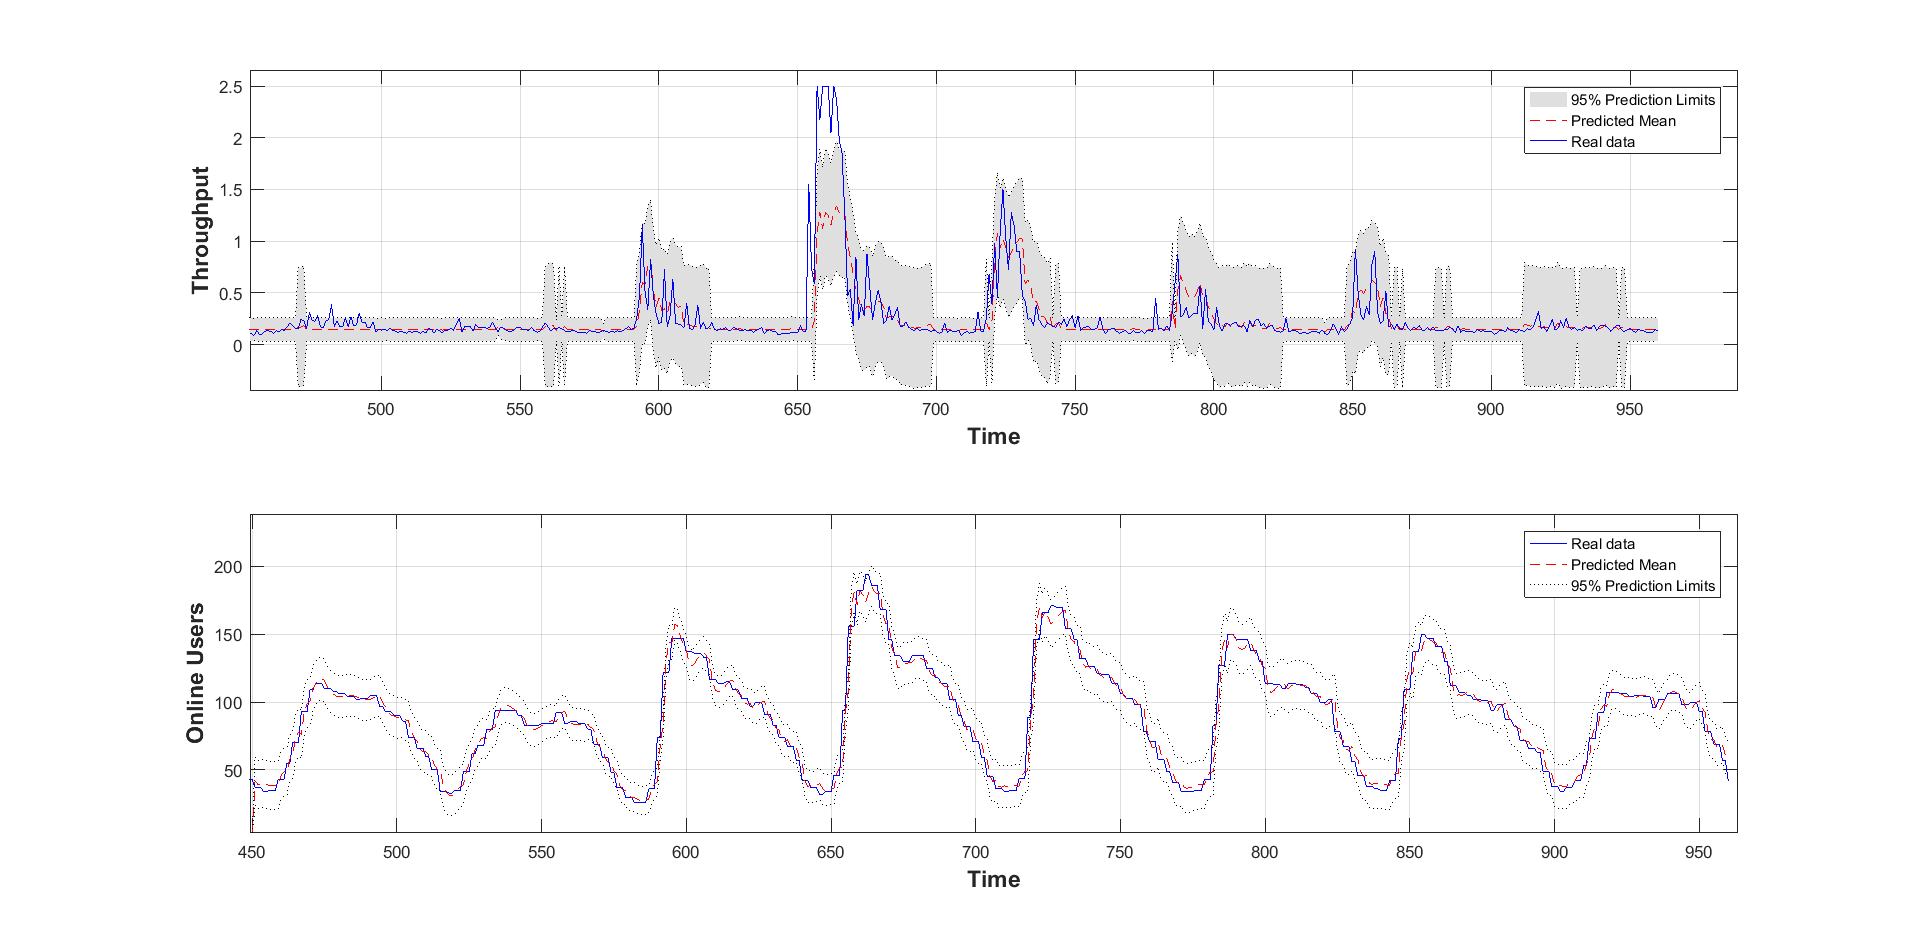 2.5
2
1.5
1
0.5
0
Throughput
95% Prediction Limits
Predicted Mean
Real data
500 550 600 650 700 750 800 850 900 950
Time
200
150
100
50
Online Users
Real data
Predicted Mean
95% Prediction Limits
450 500 550 600 650 700 750 800 850 900 950
Time